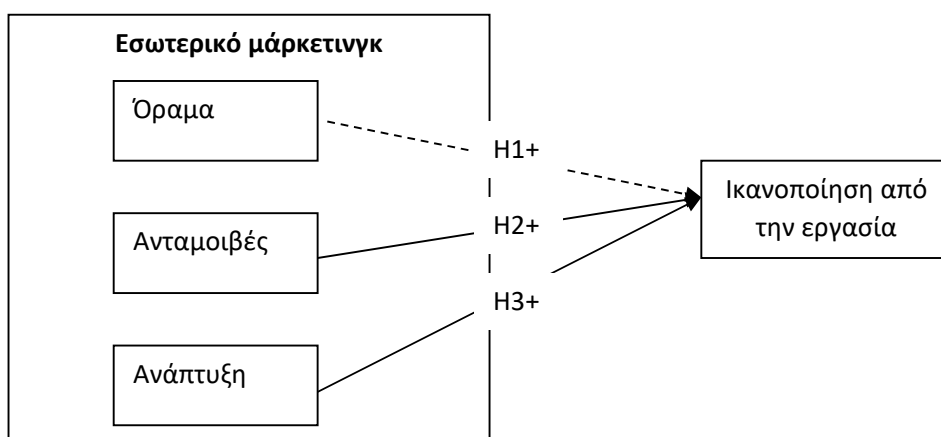 Εσωτερικό μάρκετινγκ
Όραμα
H1+
Ικανοποίηση από
την εργασία
Ανταμοιβές
H2+
H3+
Ανάπτυξη